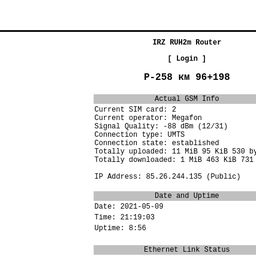 IRZ RUH2m Router
[ Login ]
P-258 км 96+198
Actual GSM Info
Current SIM card: 2
Current operator: Megafon
Signal Quality: -88 dBm (12/31)
Connection type: UMTS
Connection state: established
Totally uploaded: 11 MiB 95 KiB 530 by
Totally downloaded: 1 MiB 463 KiB 731
IP Address: 85.26.244.135 (Public)
Date and Uptime
Date: 2021-05-09
Time: 21:19:03
Uptime: 8:56
Ethernet Link Status